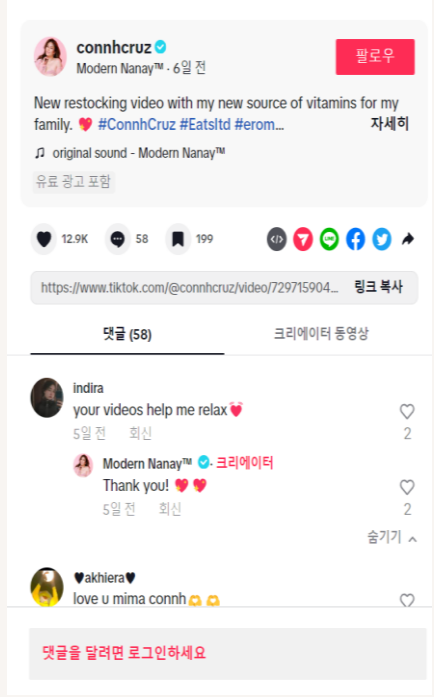 connhcruz
Modern Nanay™ · 6일 전
팔로우
New restocking video with my new source of vitamins for my
family. 💖 #ConnhCruz #Eatsltd #erom...
자세히
♫ original sound - Modern Nanay™
유료 광고 포함
12.9K
58
199
LINE
https://www.tiktok.com/@connhcruz/video/729715904...
링크 복사
댓글 (58)
크리에이터 동영상
indira
your videos help me relax💓
5일 전 회신
2
Modern Nanay™ · 크리에이터
Thank you! 💖 💖
5일 전 회신
2
숨기기
♥akhiera♥
love u mima connh🫶🫶
댓글을 달려면 로그인하세요